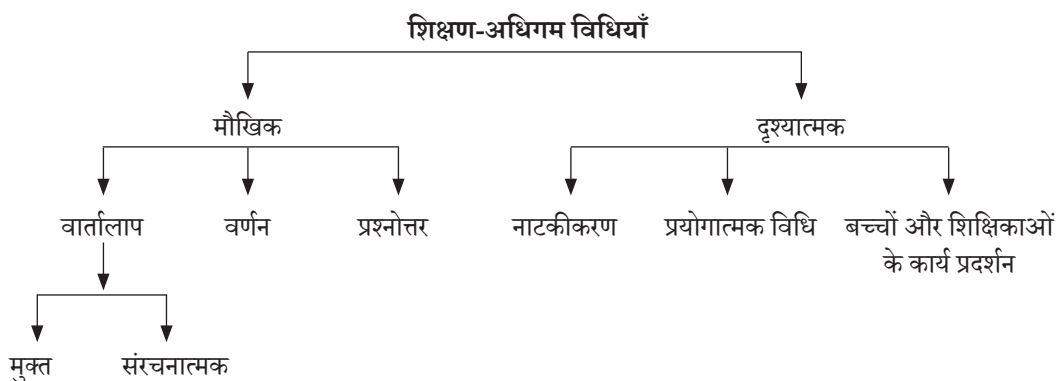 शिक्षण-अधिगम विधियाँ
मौखिक
दृश्यात्मक
वार्तालाप
वर्णन
प्रश्नोत्तर
नाटकीकरण
प्रयोगात्मक विधि
बच्चों और शिक्षिकाओं
के कार्य प्रदर्शन
मुक्त
संरचनात्मक